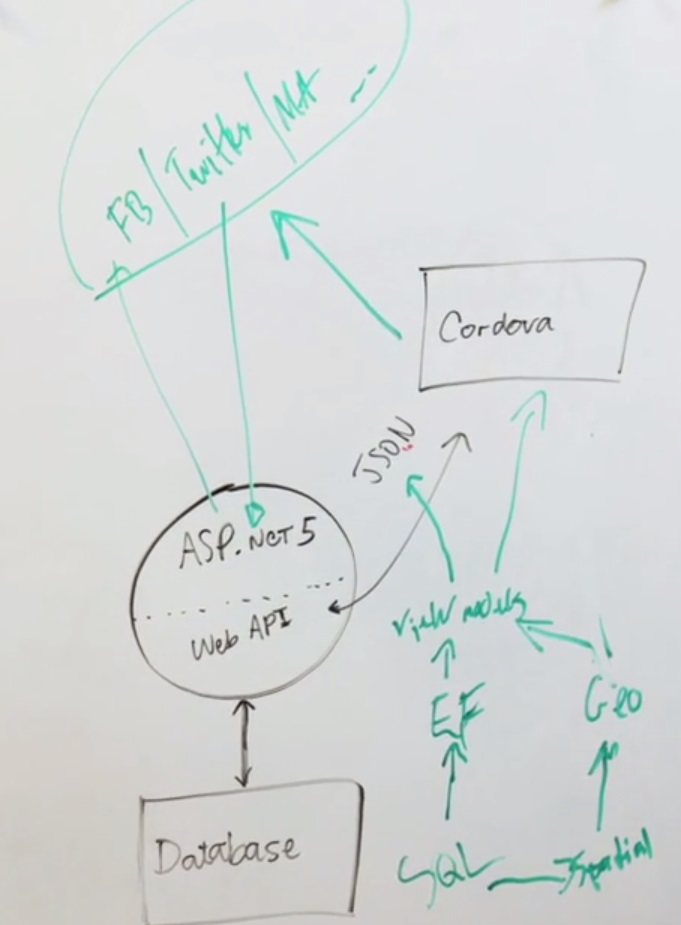 FB / Twitter / MA ...
Cordova
JSON
ASP.NET 5
Web API
view models
EF
Geo
Database
SQL
Spatial